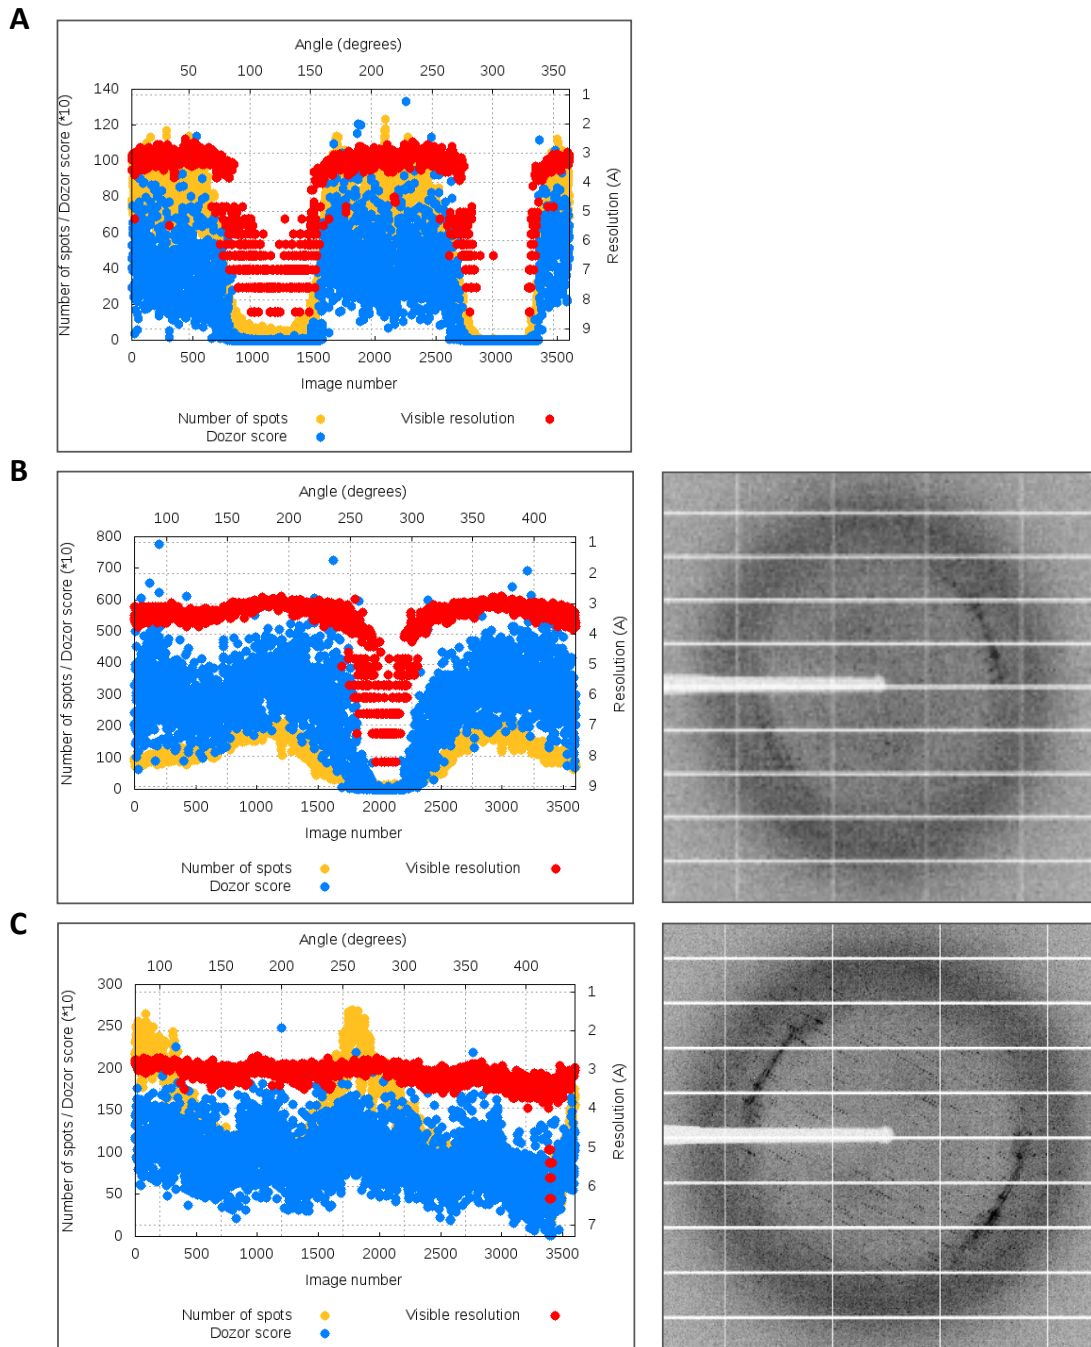 A
Angle (degrees)
50 100 150 200 250 300 350
Number of spots / Dozor score (*10)
140 120 100 80 60 40 20 0
1 2 3 4 5 6 7 8 9
Resolution (A)
0 500 1000 1500 2000 2500 3000 3500
Image number
Number of spots Visible resolution
Dozor score
B
Angle (degrees)
100 150 200 250 300 350 400
Number of spots / Dozor score (*10)
800 700 600 500 400 300 200 100 0
1 2 3 4 5 6 7 8 9
Resolution (A)
0 500 1000 1500 2000 2500 3000 3500
Image number
Number of spots Visible resolution
Dozor score
C
Angle (degrees)
100 150 200 250 300 350 400
Number of spots / Dozor score (*10)
300 250 200 150 100 50 0
1 2 3 4 5 6 7
Resolution (A)
0 500 1000 1500 2000 2500 3000 3500
Image number
Number of spots Visible resolution
Dozor score